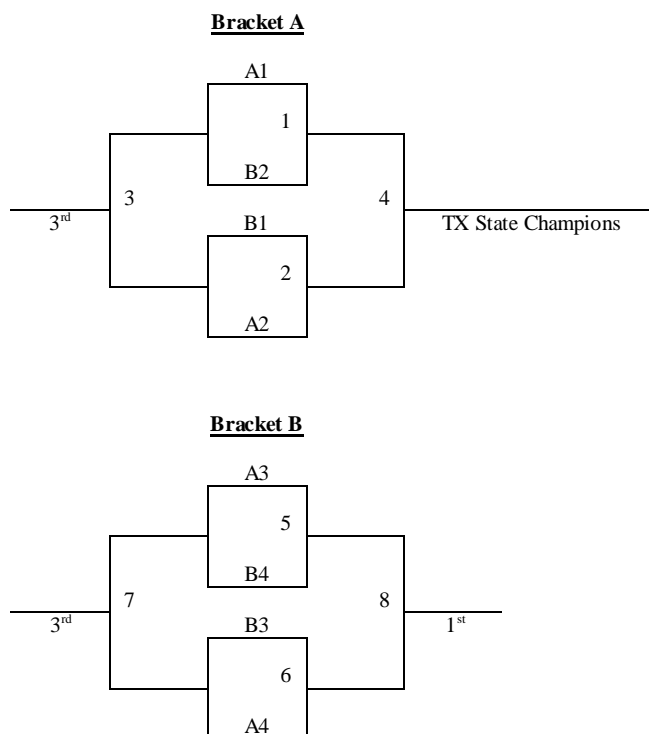 Bracket A
A1
1
B2
3 4
3rd B1 TX State Champions
2
A2
Bracket B
A3
5
B4
7 8
3rd B3 1st
6
A4